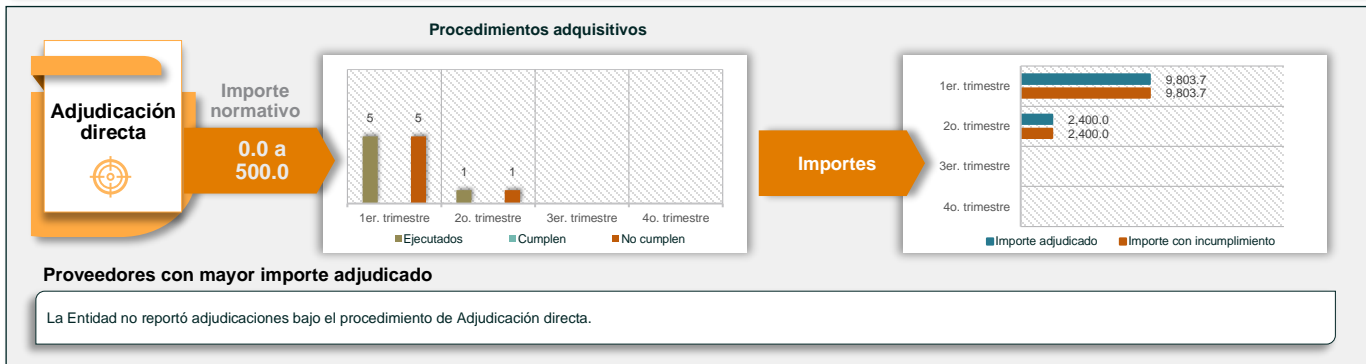 Procedimientos adquisitivos
Adjudicación
directa
Importe
normativo
0.0 a
500.0
5
5
1
1
1er. trimestre
2o. trimestre
3er. trimestre
4o. trimestre
Ejecutados
Cumplen
No cumplen
Importes
1er. trimestre
9,803.7
9,803.7
2o. trimestre
2,400.0
2,400.0
3er. trimestre
4o. trimestre
Importe adjudicado
Importe con incumplimiento
Proveedores con mayor importe adjudicado
La Entidad no reportó adjudicaciones bajo el procedimiento de Adjudicación directa.